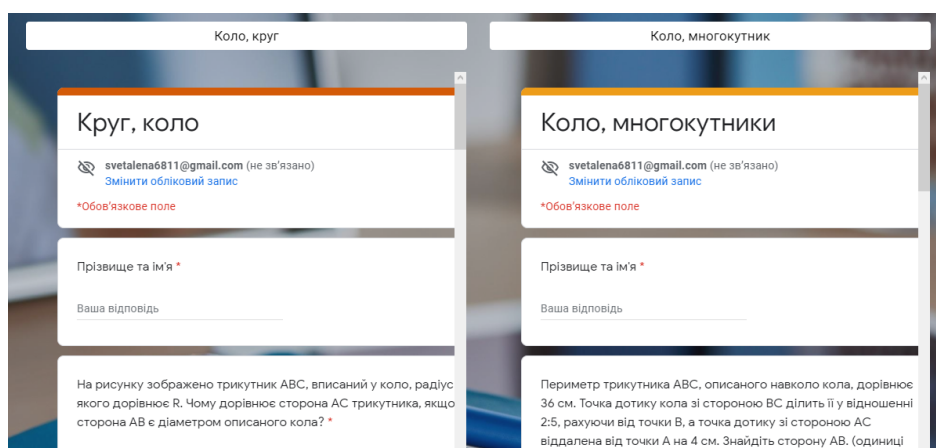 Коло, круг
Круг, коло
svetalena6811@gmail.com (не зв'язано)
Змінити обліковий запис
*Обов'язкове поле
Прізвище та ім'я *
Ваша відповідь
На рисунку зображено трикутник АВС, вписаний у коло, радіус
якого дорівнює R. Чому дорівнює сторона АС трикутника, якщо
сторона АВ є діаметром описаного кола? *
Коло, многокутник
Коло, многокутники
svetalena6811@gmail.com (не зв'язано)
Змінити обліковий запис
*Обов'язкове поле
Прізвище та ім'я *
Ваша відповідь
Периметр трикутника АВС, описаного навколо кола, дорівнює
36 см. Точка дотику кола зі стороною ВС ділить її у відношенні
2:5, рахуючи від точки В, а точка дотику зі стороною АС
віддалена від точки А на 4 см. Знайдіть сторону АВ. (одиниці